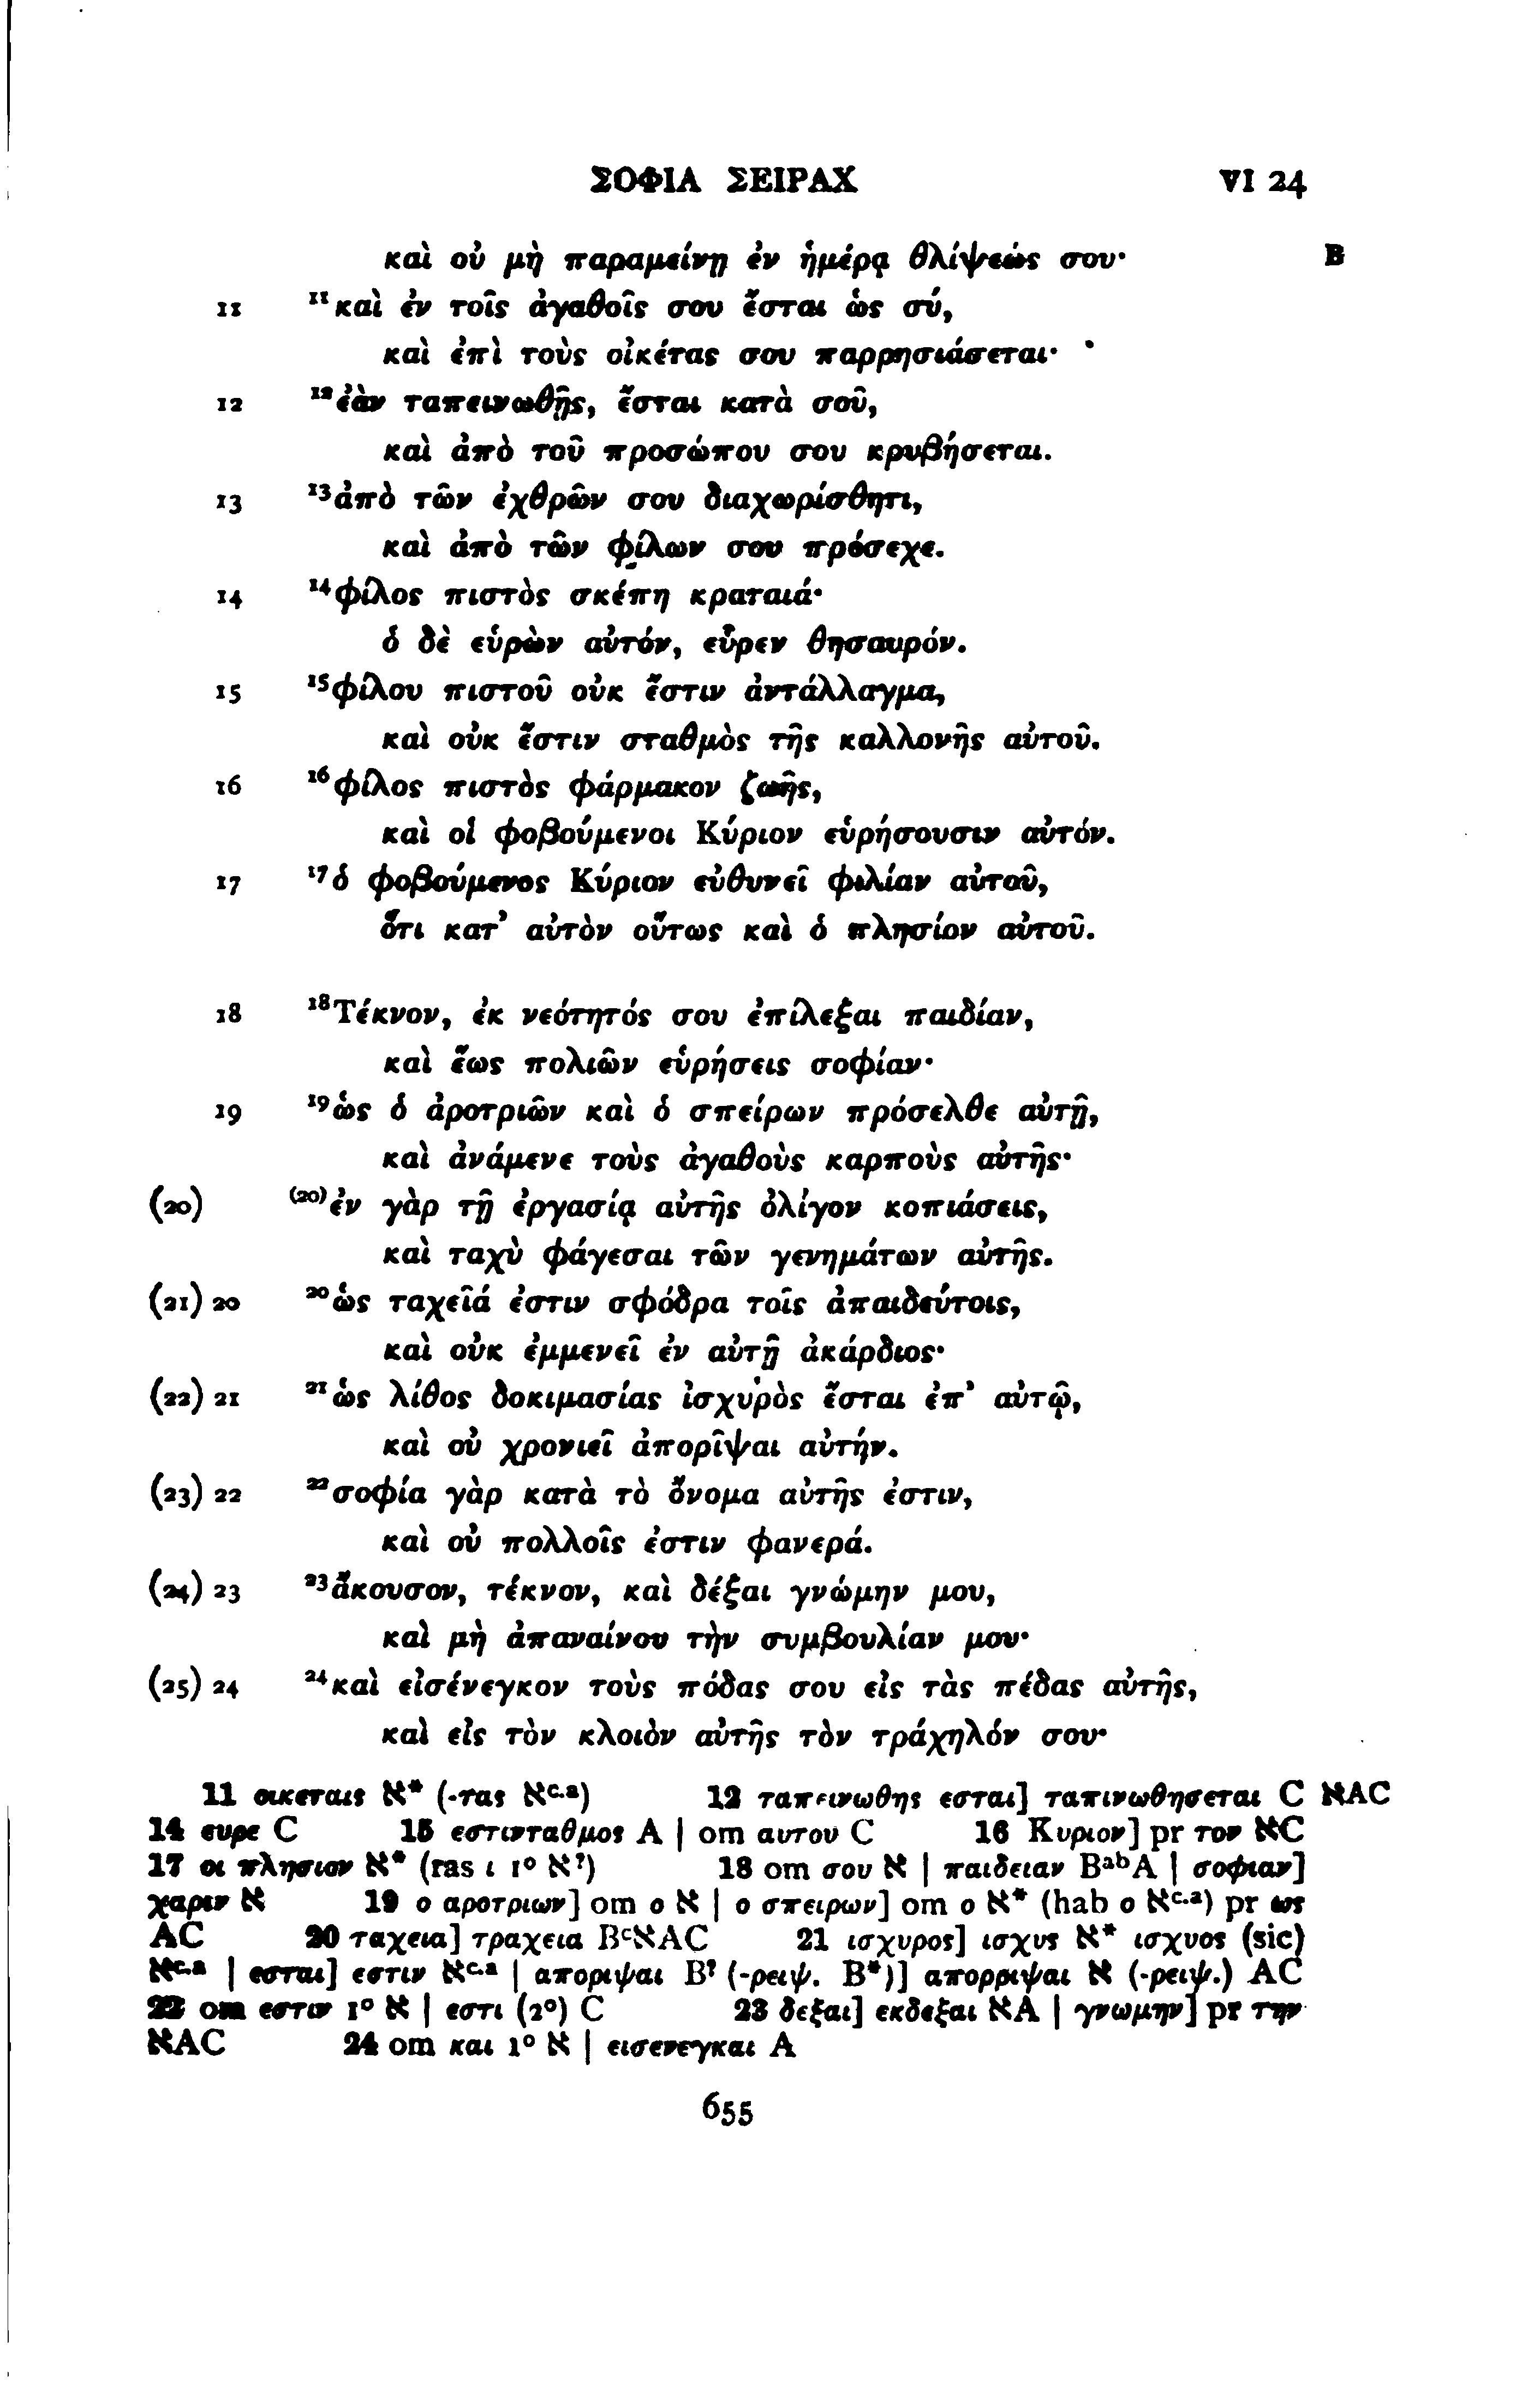 ΣΟΦΙΑ ΣΕΙΡΑΧ VI 24
καὶ οὐ μὴ παραμείνῃ ἐν ἡμέρᾳ θλίψεώς σου· B
11 ¹¹καὶ ἐν τοῖς ἀγαθοῖς σου ἔσται ὡς σύ,
καὶ ἐπὶ τοὺς οἰκέτας σου παρρησιάσεται·
12 ¹²ἐὰν ταπεινωθῇς, ἔσται κατὰ σοῦ,
καὶ ἀπὸ τοῦ προσώπου σου κρυβήσεται.
13 ¹³ἀπὸ τῶν ἐχθρῶν σου διαχωρίσθητι,
καὶ ἀπὸ τῶν φίλων σου πρόσεχε.
14 ¹⁴φίλος πιστὸς σκέπη κραταιά·
ὁ δὲ εὑρὼν αὐτόν, εὗρεν θησαυρόν.
15 ¹⁵φίλου πιστοῦ οὐκ ἔστιν ἀντάλλαγμα,
καὶ οὐκ ἔστιν σταθμὸς τῆς καλλονῆς αὐτοῦ.
16 ¹⁶φίλος πιστὸς φάρμακον ζωῆς,
καὶ οἱ φοβούμενοι Κύριον εὑρήσουσιν αὐτόν.
17 ¹⁷ὁ φοβούμενος Κύριον εὐθυνεῖ φιλίαν αὐτοῦ,
ὅτι κατ’ αὐτὸν οὕτως καὶ ὁ πλησίον αὐτοῦ.
18 ¹⁸Τέκνον, ἐκ νεότητός σου ἐπίλεξαι παιδίαν,
καὶ ἕως πολιῶν εὑρήσεις σοφίαν·
19 ¹⁹ὡς ὁ ἀροτριῶν καὶ ὁ σπείρων πρόσελθε αὐτῇ,
καὶ ἀνάμενε τοὺς ἀγαθοὺς καρποὺς αὐτῆς·
(20) ⁽²⁰⁾ἐν γὰρ τῇ ἐργασίᾳ αὐτῆς ὀλίγον κοπιάσεις,
καὶ ταχὺ φάγεσαι τῶν γενημάτων αὐτῆς.
(21) 20 ²⁰ὡς ταχεῖά ἐστιν σφόδρα τοῖς ἀπαιδεύτοις,
καὶ οὐκ ἐμμενεῖ ἐν αὐτῇ ἀκάρδιος·
(22) 21 ²¹ὡς λίθος δοκιμασίας ἰσχυρὸς ἔσται ἐπ’ αὐτῷ,
καὶ οὐ χρονιεῖ ἀπορῖψαι αὐτήν.
(23) 22 ²²σοφία γὰρ κατὰ τὸ ὄνομα αὐτῆς ἐστιν,
καὶ οὐ πολλοῖς ἐστιν φανερά.
(24) 23 ²³ἄκουσον, τέκνον, καὶ δέξαι γνώμην μου,
καὶ μὴ ἀπαναίνου τὴν συμβουλίαν μου·
(25) 24 ²⁴καὶ εἰσένεγκον τοὺς πόδας σου εἰς τὰς πέδας αὐτῆς,
καὶ εἰς τὸν κλοιὸν αὐτῆς τὸν τράχηλόν σου·
11 οικεταις ℵ* (-τας ℵᶜ·ᵃ) 12 ταπεινωθης εσται] ταπινωθησεται C ℵAC
14 ευρε C 15 εστινταθμος A | om αυτου C 16 Κυριον] pr τον ℵC
17 οι πλησιον ℵ* (ras ι 1° ℵ?) 18 om σου ℵ | παιδειαν BᵃᵇA | σοφιαν]
χαριν ℵ 19 ο αροτριων] om ο ℵ | ο σπειρων] om ο ℵ* (hab ο ℵᶜ·ᵃ) pr ως
AC 20 ταχεια] τραχεια BᶜℵAC 21 ισχυρος] ισχυς ℵ* ισχυος (sic)
ℵᶜ·ᵃ | εσται] εστιν ℵᶜ·ᵃ | αποριψαι B? (-ρειψ. B*)] απορριψαι ℵ (-ρειψ.) AC
22 om εστιν 1° ℵ | εστι (2°) C 23 δεξαι] εκδεξαι ℵA | γνωμην] pr την
ℵAC 24 om και 1° ℵ | εισενεγκαι A
655